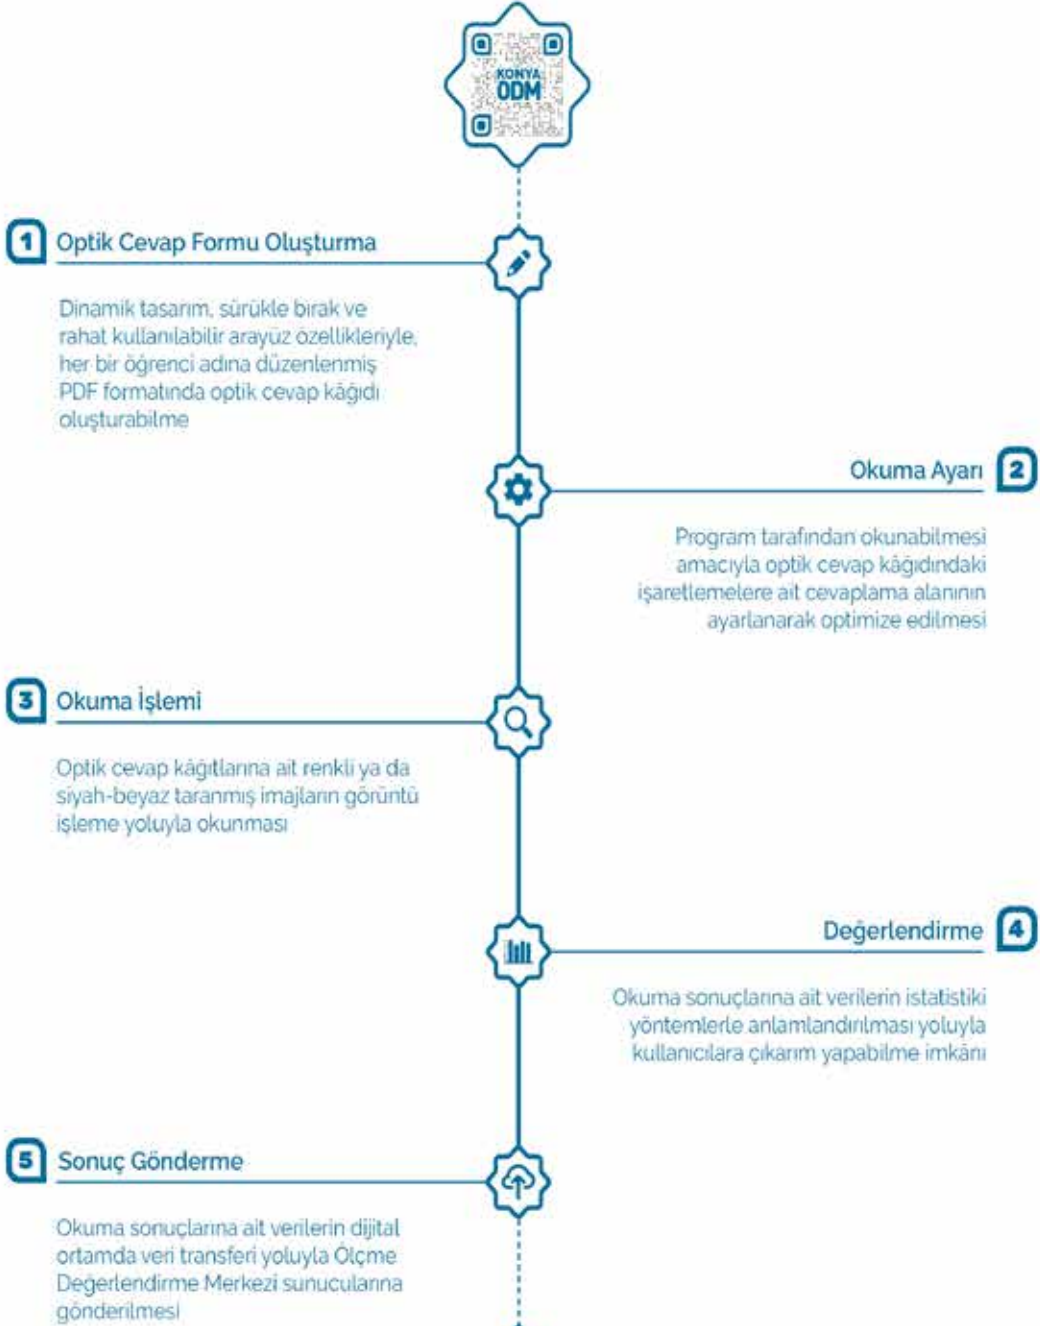 KONYA
ODM
1 Optik Cevap Formu Oluşturma
Dinamik tasarım, sürükle bırak ve
rahat kullanılabilir arayüz özellikleriyle,
her bir öğrenci adına düzenlenmiş
PDF formatında optik cevap kâğıdı
oluşturabilme
Okuma Ayarı 2
Program tarafından okunabilmesi
amacıyla optik cevap kâğıdındaki
işaretlemelere ait cevaplama alanının
ayarlanarak optimize edilmesi
3 Okuma İşlemi
Optik cevap kâğıtlarına ait renkli ya da
siyah-beyaz taranmış imajların görüntü
işleme yoluyla okunması
Değerlendirme 4
Okuma sonuçlarına ait verilerin istatistiki
yöntemlerle anlamlandırılması yoluyla
kullanıcılara çıkarım yapabilme imkânı
5 Sonuç Gönderme
Okuma sonuçlarına ait verilerin dijital
ortamda veri transferi yoluyla Ölçme
Değerlendirme Merkezi sunucularına
gönderilmesi